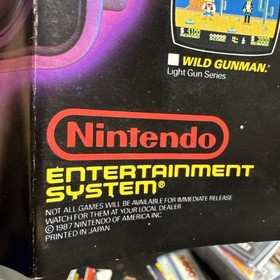 WILD GUNMAN™
Light Gun Series
Nintendo
ENTERTAINMENT
SYSTEM®
NOT ALL GAMES WILL BE AVAILABLE FOR IMMEDIATE RELEASE
WATCH FOR THEM AT YOUR LOCAL DEALER
©1987 NINTENDO OF AMERICA INC
PRINTED IN JAPAN